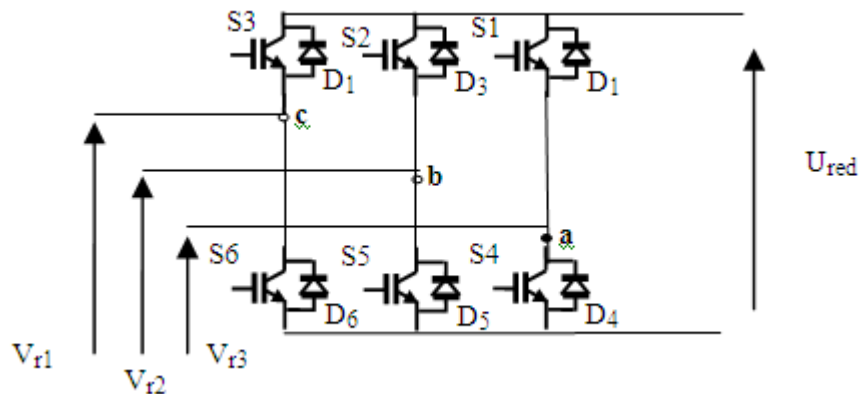 S3 S2 S1
D1 D3 D1
c
Ured
b
a
S6 S5 S4
D6 D5 D4
Vr1 Vr2 Vr3